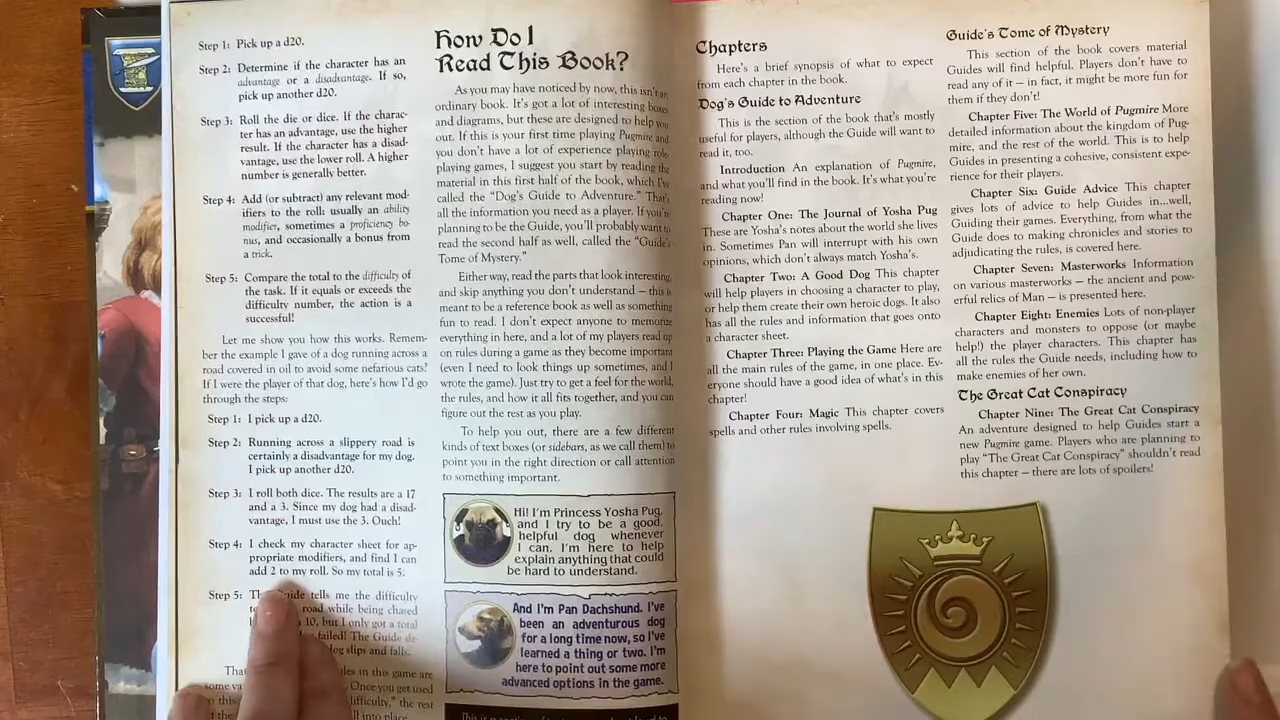 Step 1: Pick up a d20.
Step 2: Determine if the character has an
advantage or a disadvantage. If so,
pick up another d20.
Step 3: Roll the die or dice. If the charac-
ter has an advantage, use the higher
result. If the character has a disad-
vantage, use the lower roll. A higher
number is generally better.
Step 4: Add (or subtract) any relevant mod-
ifiers to the roll: usually an ability
modifier, sometimes a proficiency bo-
nus, and occasionally a bonus from
a trick.
Step 5: Compare the total to the difficulty of
the task. If it equals or exceeds the
difficulty number, the action is a
successful!
Let me show you how this works. Remem-
ber the example I gave of a dog running across a
road covered in oil to avoid some nefarious cats?
If I were the player of that dog, here's how I'd go
through the steps:
Step 1: I pick up a d20.
Step 2: Running across a slippery road is
certainly a disadvantage for my dog.
I pick up another d20.
Step 3: I roll both dice. The results are a 17
and a 3. Since my dog had a disad-
vantage, I must use the 3. Ouch!
Step 4: I check my character sheet for ap-
propriate modifiers, and find I can
add 2 to my roll. So my total is 5.
Step 5: The Guide tells me the difficulty
road while being chased
10, but I only got a total
failed! The Guide de-
dog slips and falls.
rules in this game are
some Once you get used
to this difficulty," the rest
the fall into place
How Do I
Read This Book?
As you may have noticed by now, this isn't an
ordinary book. It's got a lot of interesting boxes
and diagrams, but these are designed to help you
out. If this is your first time playing Pugmire and
you don't have a lot of experience playing role-
playing games, I suggest you start by reading the
material in this first half of the book, which I've
called the "Dog's Guide to Adventure." That's
all the information you need as a player. If you're
planning to be the Guide, you'll probably want to
read the second half as well, called the "Guide's
Tome of Mystery."
Either way, read the parts that look interesting,
and skip anything you don't understand — this is
meant to be a reference book as well as something
fun to read. I don't expect anyone to memorize
everything in here, and a lot of my players read up
on rules during a game as they become important
(even I need to look things up sometimes, and I
wrote the game). Just try to get a feel for the world,
the rules, and how it all fits together, and you can
figure out the rest as you play.
To help you out, there are a few different
kinds of text boxes (or sidebars, as we call them) to
point you in the right direction or call attention
to something important.
Hi! I'm Princess Yosha Pug,
and I try to be a good,
helpful dog whenever
I can. I'm here to help
explain anything that could
be hard to understand.
And I'm Pan Dachshund. I've
been an adventurous dog
for a long time now, so I've
learned a thing or two. I'm
here to point out some more
advanced options in the game.
Chapters
Here's a brief synopsis of what to expect
from each chapter in the book.
Dog's Guide to Adventure
This is the section of the book that's mostly
useful for players, although the Guide will want to
read it, too.
Introduction An explanation of Pugmire,
and what you'll find in the book. It's what you're
reading now!
Chapter One: The Journal of Yosha Pug
These are Yosha's notes about the world she lives
in. Sometimes Pan will interrupt with his own
opinions, which don't always match Yosha's.
Chapter Two: A Good Dog This chapter
will help players in choosing a character to play,
or help them create their own heroic dogs. It also
has all the rules and information that goes onto
a character sheet.
Chapter Three: Playing the Game Here are
all the main rules of the game, in one place. Ev-
eryone should have a good idea of what's in this
chapter!
Chapter Four: Magic This chapter covers
spells and other rules involving spells.
Guide's Tome of Mystery
This section of the book covers material
Guides will find helpful. Players don't have to
read any of it — in fact, it might be more fun for
them if they don't!
Chapter Five: The World of Pugmire More
detailed information about the kingdom of Pug-
mire, and the rest of the world. This is to help
Guides in presenting a cohesive, consistent expe-
rience for their players.
Chapter Six: Guide Advice This chapter
gives lots of advice to help Guides in...well,
Guiding their games. Everything, from what the
Guide does to making chronicles and stories to
adjudicating the rules, is covered here.
Chapter Seven: Masterworks Information
on various masterworks — the ancient and pow-
erful relics of Man — is presented here.
Chapter Eight: Enemies Lots of non-player
characters and monsters to oppose (or maybe
help!) the player characters. This chapter has
all the rules the Guide needs, including how to
make enemies of her own.
The Great Cat Conspiracy
Chapter Nine: The Great Cat Conspiracy
An adventure designed to help Guides start a
new Pugmire game. Players who are planning to
play "The Great Cat Conspiracy" shouldn't read
this chapter — there are lots of spoilers!